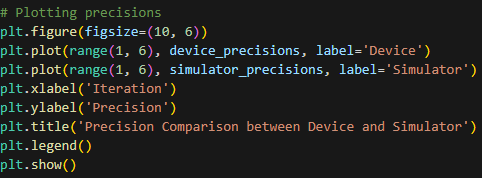 # Plotting precisions
plt.figure(figsize=(10, 6))
plt.plot(range(1, 6), device_precisions, label='Device')
plt.plot(range(1, 6), simulator_precisions, label='Simulator')
plt.xlabel('Iteration')
plt.ylabel('Precision')
plt.title('Precision Comparison between Device and Simulator')
plt.legend()
plt.show()